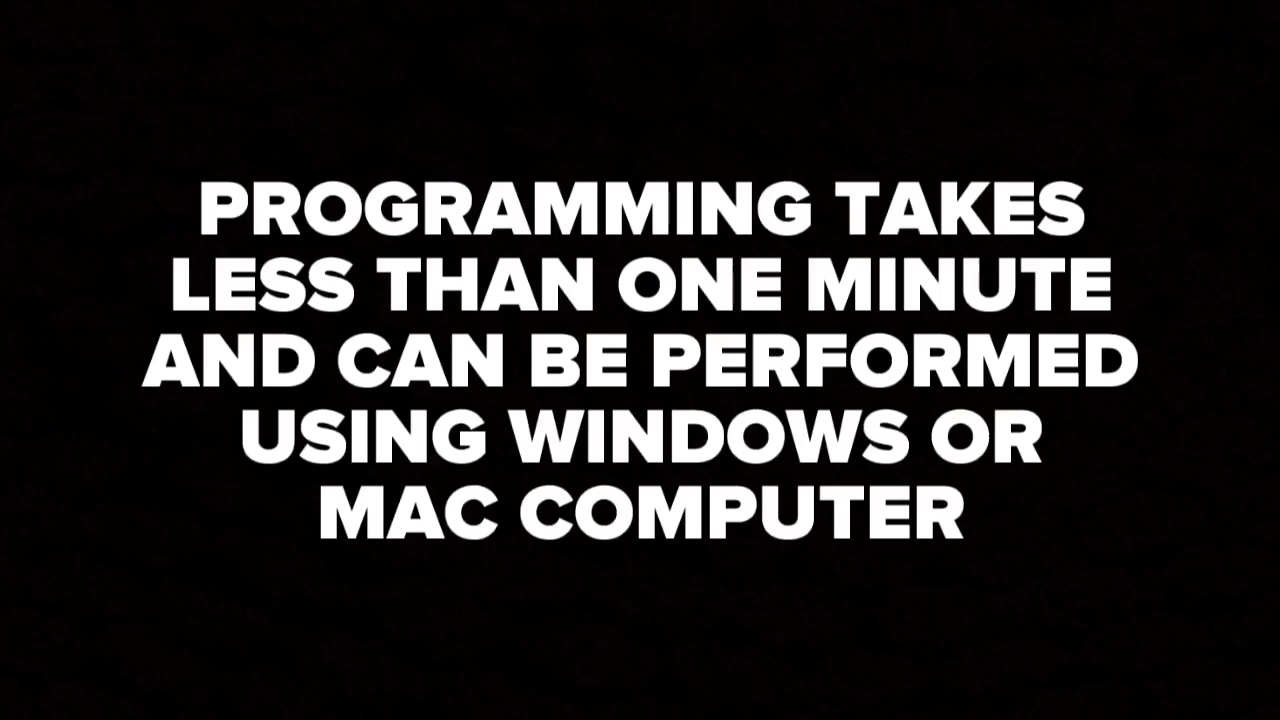 PROGRAMMING TAKES
LESS THAN ONE MINUTE
AND CAN BE PERFORMED
USING WINDOWS OR
MAC COMPUTER